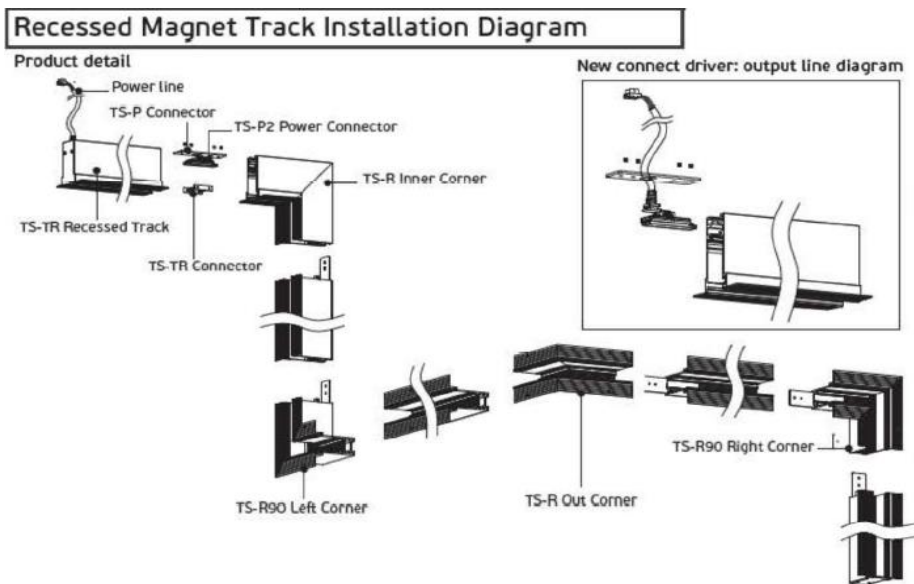 Recessed Magnet Track Installation Diagram
Product detail
New connect driver: output line diagram
Power line
TS-P Connector
TS-P2 Power Connector
TS-R Inner Corner
TS-TR Recessed Track
TS-TR Connector
TS-R90 Right Corner
TS-R90 Left Corner
TS-R Out Corner